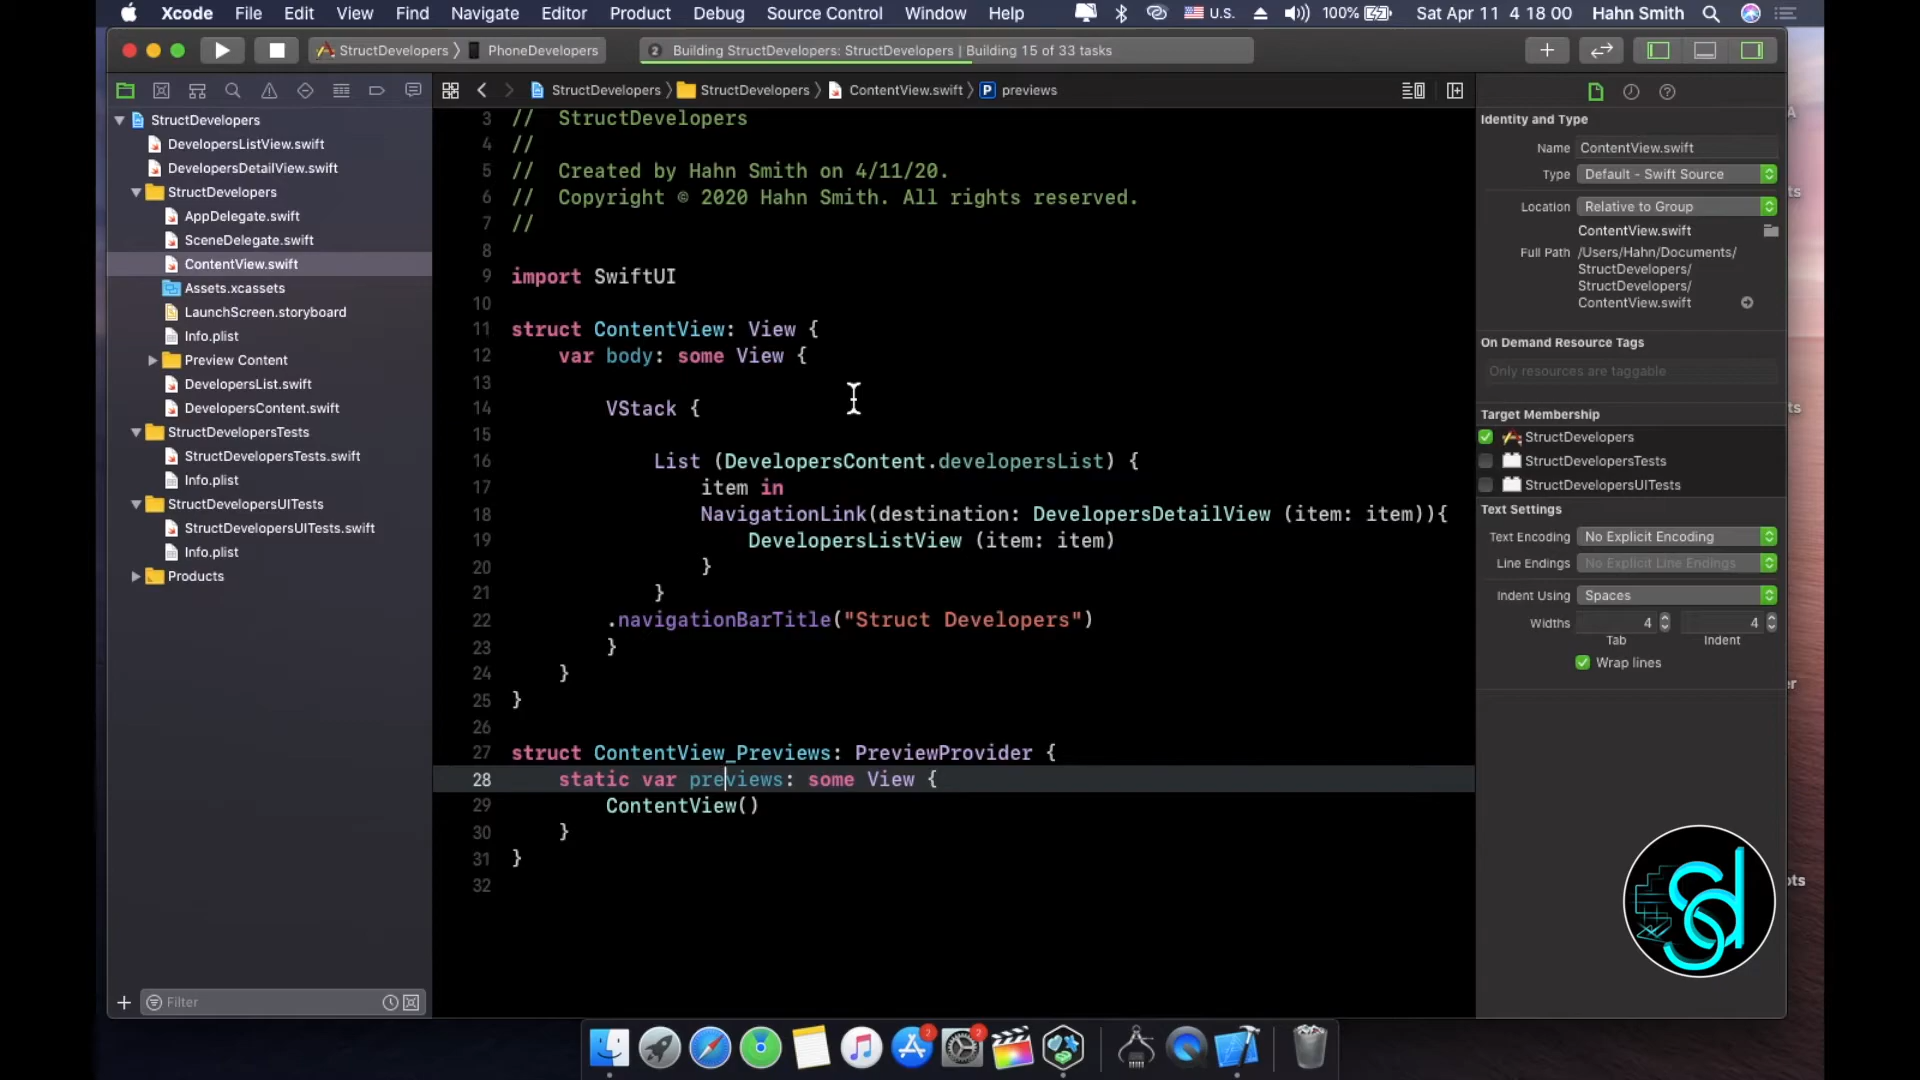 Xcode File Edit View Find Navigate Editor Product Debug Source Control Window Help U.S. 100% Sat Apr 11 4 18 00 Hahn Smith
StructDevelopers PhoneDevelopers
2 Building StructDevelopers: StructDevelopers | Building 15 of 33 tasks
StructDevelopers StructDevelopers ContentView.swift P previews
StructDevelopers
DevelopersListView.swift
DevelopersDetailView.swift
StructDevelopers
AppDelegate.swift
SceneDelegate.swift
ContentView.swift
Assets.xcassets
LaunchScreen.storyboard
Info.plist
Preview Content
DevelopersList.swift
DevelopersContent.swift
StructDevelopersTests
StructDevelopersTests.swift
Info.plist
StructDevelopersUITests
StructDevelopersUITests.swift
Info.plist
Products
Filter
3 // StructDevelopers
4 //
5 // Created by Hahn Smith on 4/11/20.
6 // Copyright © 2020 Hahn Smith. All rights reserved.
7 //
8
9 import SwiftUI
10
11 struct ContentView: View {
12 var body: some View {
13
14 VStack {
15
16 List (DevelopersContent.developersList) {
17 item in
18 NavigationLink(destination: DevelopersDetailView (item: item)){
19 DevelopersListView (item: item)
20 }
21 }
22 .navigationBarTitle("Struct Developers")
23 }
24 }
25 }
26
27 struct ContentView_Previews: PreviewProvider {
28 static var previews: some View {
29 ContentView()
30 }
31 }
32
Identity and Type
Name ContentView.swift
Type Default - Swift Source
Location Relative to Group
ContentView.swift
Full Path /Users/Hahn/Documents/
StructDevelopers/
StructDevelopers/
ContentView.swift
On Demand Resource Tags
Only resources are taggable
Target Membership
StructDevelopers
StructDevelopersTests
StructDevelopersUITests
Text Settings
Text Encoding No Explicit Encoding
Line Endings No Explicit Line Endings
Indent Using Spaces
Widths 4 4
Tab Indent
Wrap lines
Sd
2 2